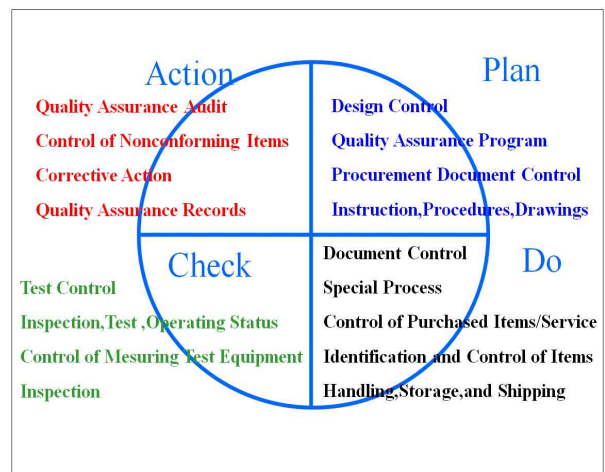 Action
Quality Assurance Audit
Control of Nonconforming Items
Corrective Action
Quality Assurance Records
Plan
Design Control
Quality Assurance Program
Procurement Document Control
Instruction,Procedures,Drawings
Check
Test Control
Inspection,Test ,Operating Status
Control of Mesuring Test Equipment
Inspection
Do
Document Control
Special Process
Control of Purchased Items/Service
Identification and Control of Items
Handling,Storage,and Shipping